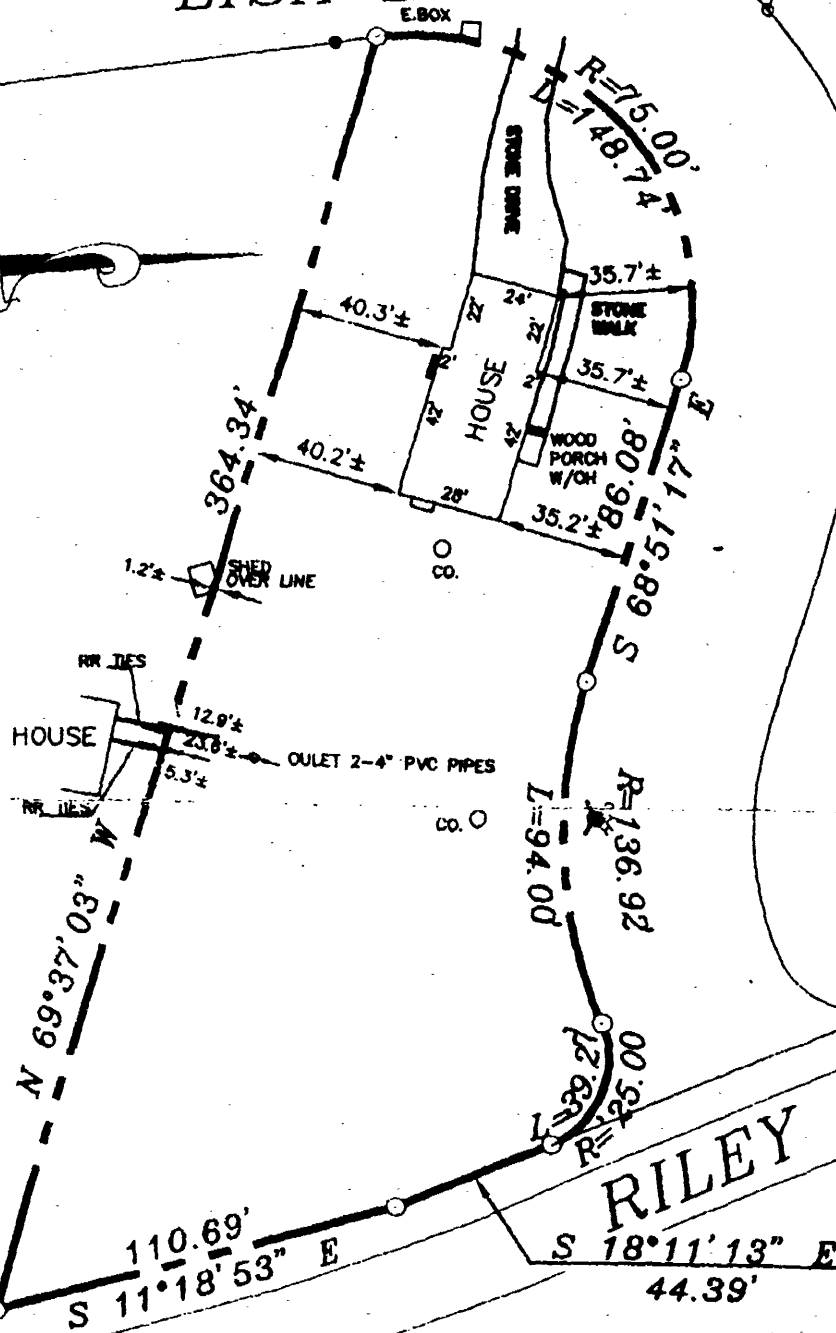 E.BOX
R=75.00'
L=148.74'
STONE DRIVE
35.7'±
24'
40.3'±
22'
22'
STONE
WALK
2'
2'
35.7'±
HOUSE
E
364.34'
42'
42'
40.2'±
WOOD
PORCH
W/OH
86.08'
28'
35.2'±
68°51'17"
CO.
1.2'±
SHED
OVER LINE
S
RR TIES
12.9'±
HOUSE
23.6'±
OULET 2-4" PVC PIPES
5.3'±
RR TIES
W
CO.
L=94.00'
R=136.92'
N 69°37'03"
L=39.27'
R=25.00'
RILEY
110.69'
S 11°18'53" E
S 18°11'13" E
44.39'